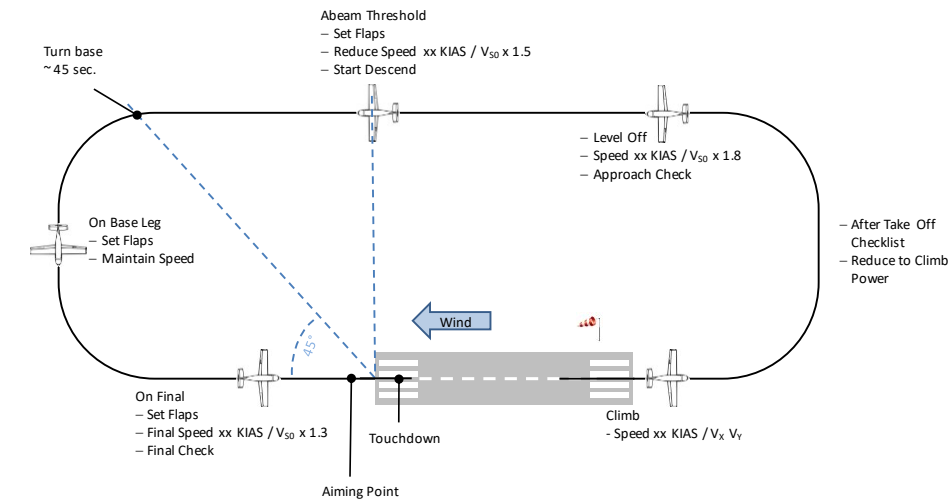 Abeam Threshold
– Set Flaps
– Reduce Speed xx KIAS / VS0 x 1.5
– Start Descend
Turn base
~45 sec.
– Level Off
– Speed xx KIAS / VS0 x 1.8
– Approach Check
On Base Leg
– Set Flaps
– Maintain Speed
– After Take Off
Checklist
– Reduce to Climb
Power
Wind
45°
On Final
– Set Flaps
– Final Speed xx KIAS / VS0 x 1.3
– Final Check
Touchdown
Climb
- Speed xx KIAS / VX VY
Aiming Point